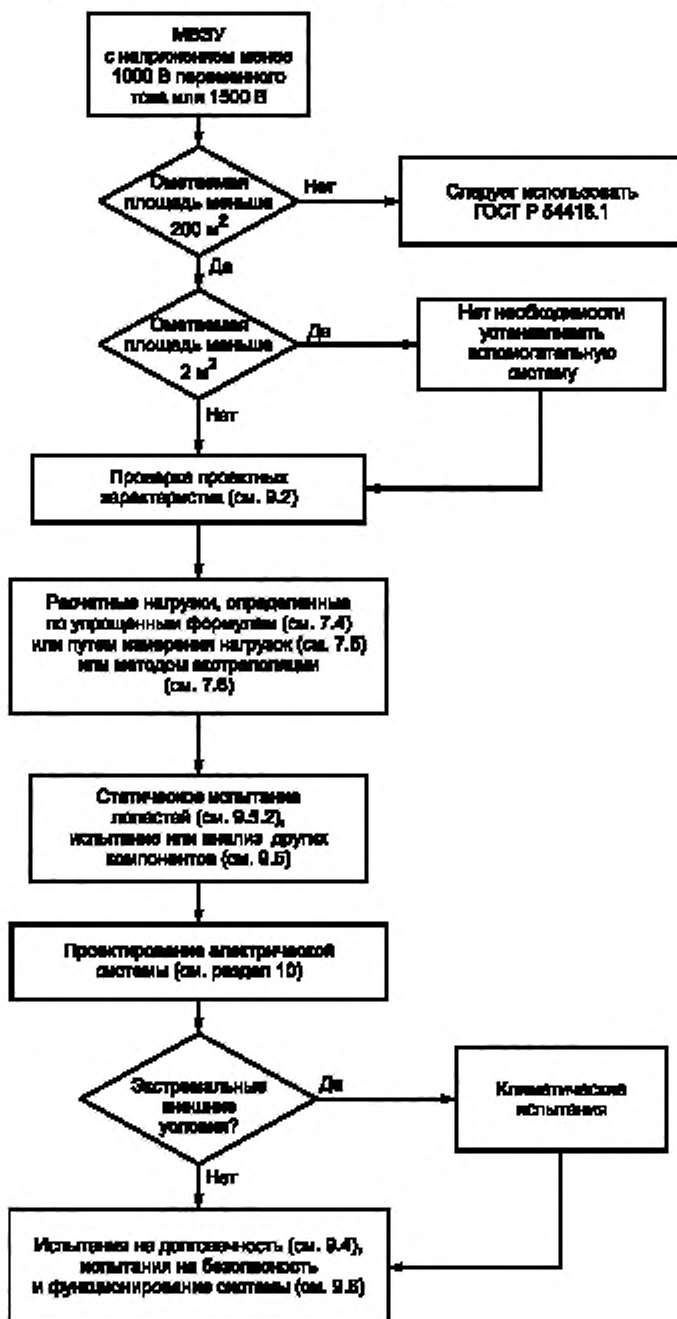 МВЭУ
с напряжением менее
1000 В переменного
тока или 1500 В
Ометаемая
площадь меньше
200 м²
Нет
Следует использовать
ГОСТ Р 54418.1
Да
Ометаемая
площадь меньше
2 м²
Да
Нет необходимости
устанавливать
вспомогательную
систему
Нет
Проверка проектных
характеристик (см. 9.2)
Расчетные нагрузки, определенные
по упрощенным формулам (см. 7.4)
или путем измерения нагрузок (см. 7.5)
или методом экстраполяции
(см. 7.6)
Статическое испытание
лопастей (см. 9.5.2),
испытание или анализ других
компонентов (см. 9.5)
Проектирование электрической
системы (см. раздел 10)
Экстремальные
внешние
условия?
Да
Климатические
испытания
Нет
Испытания на долговечность (см. 9.4),
испытания на безопасность
и функционирование системы (см. 9.6)